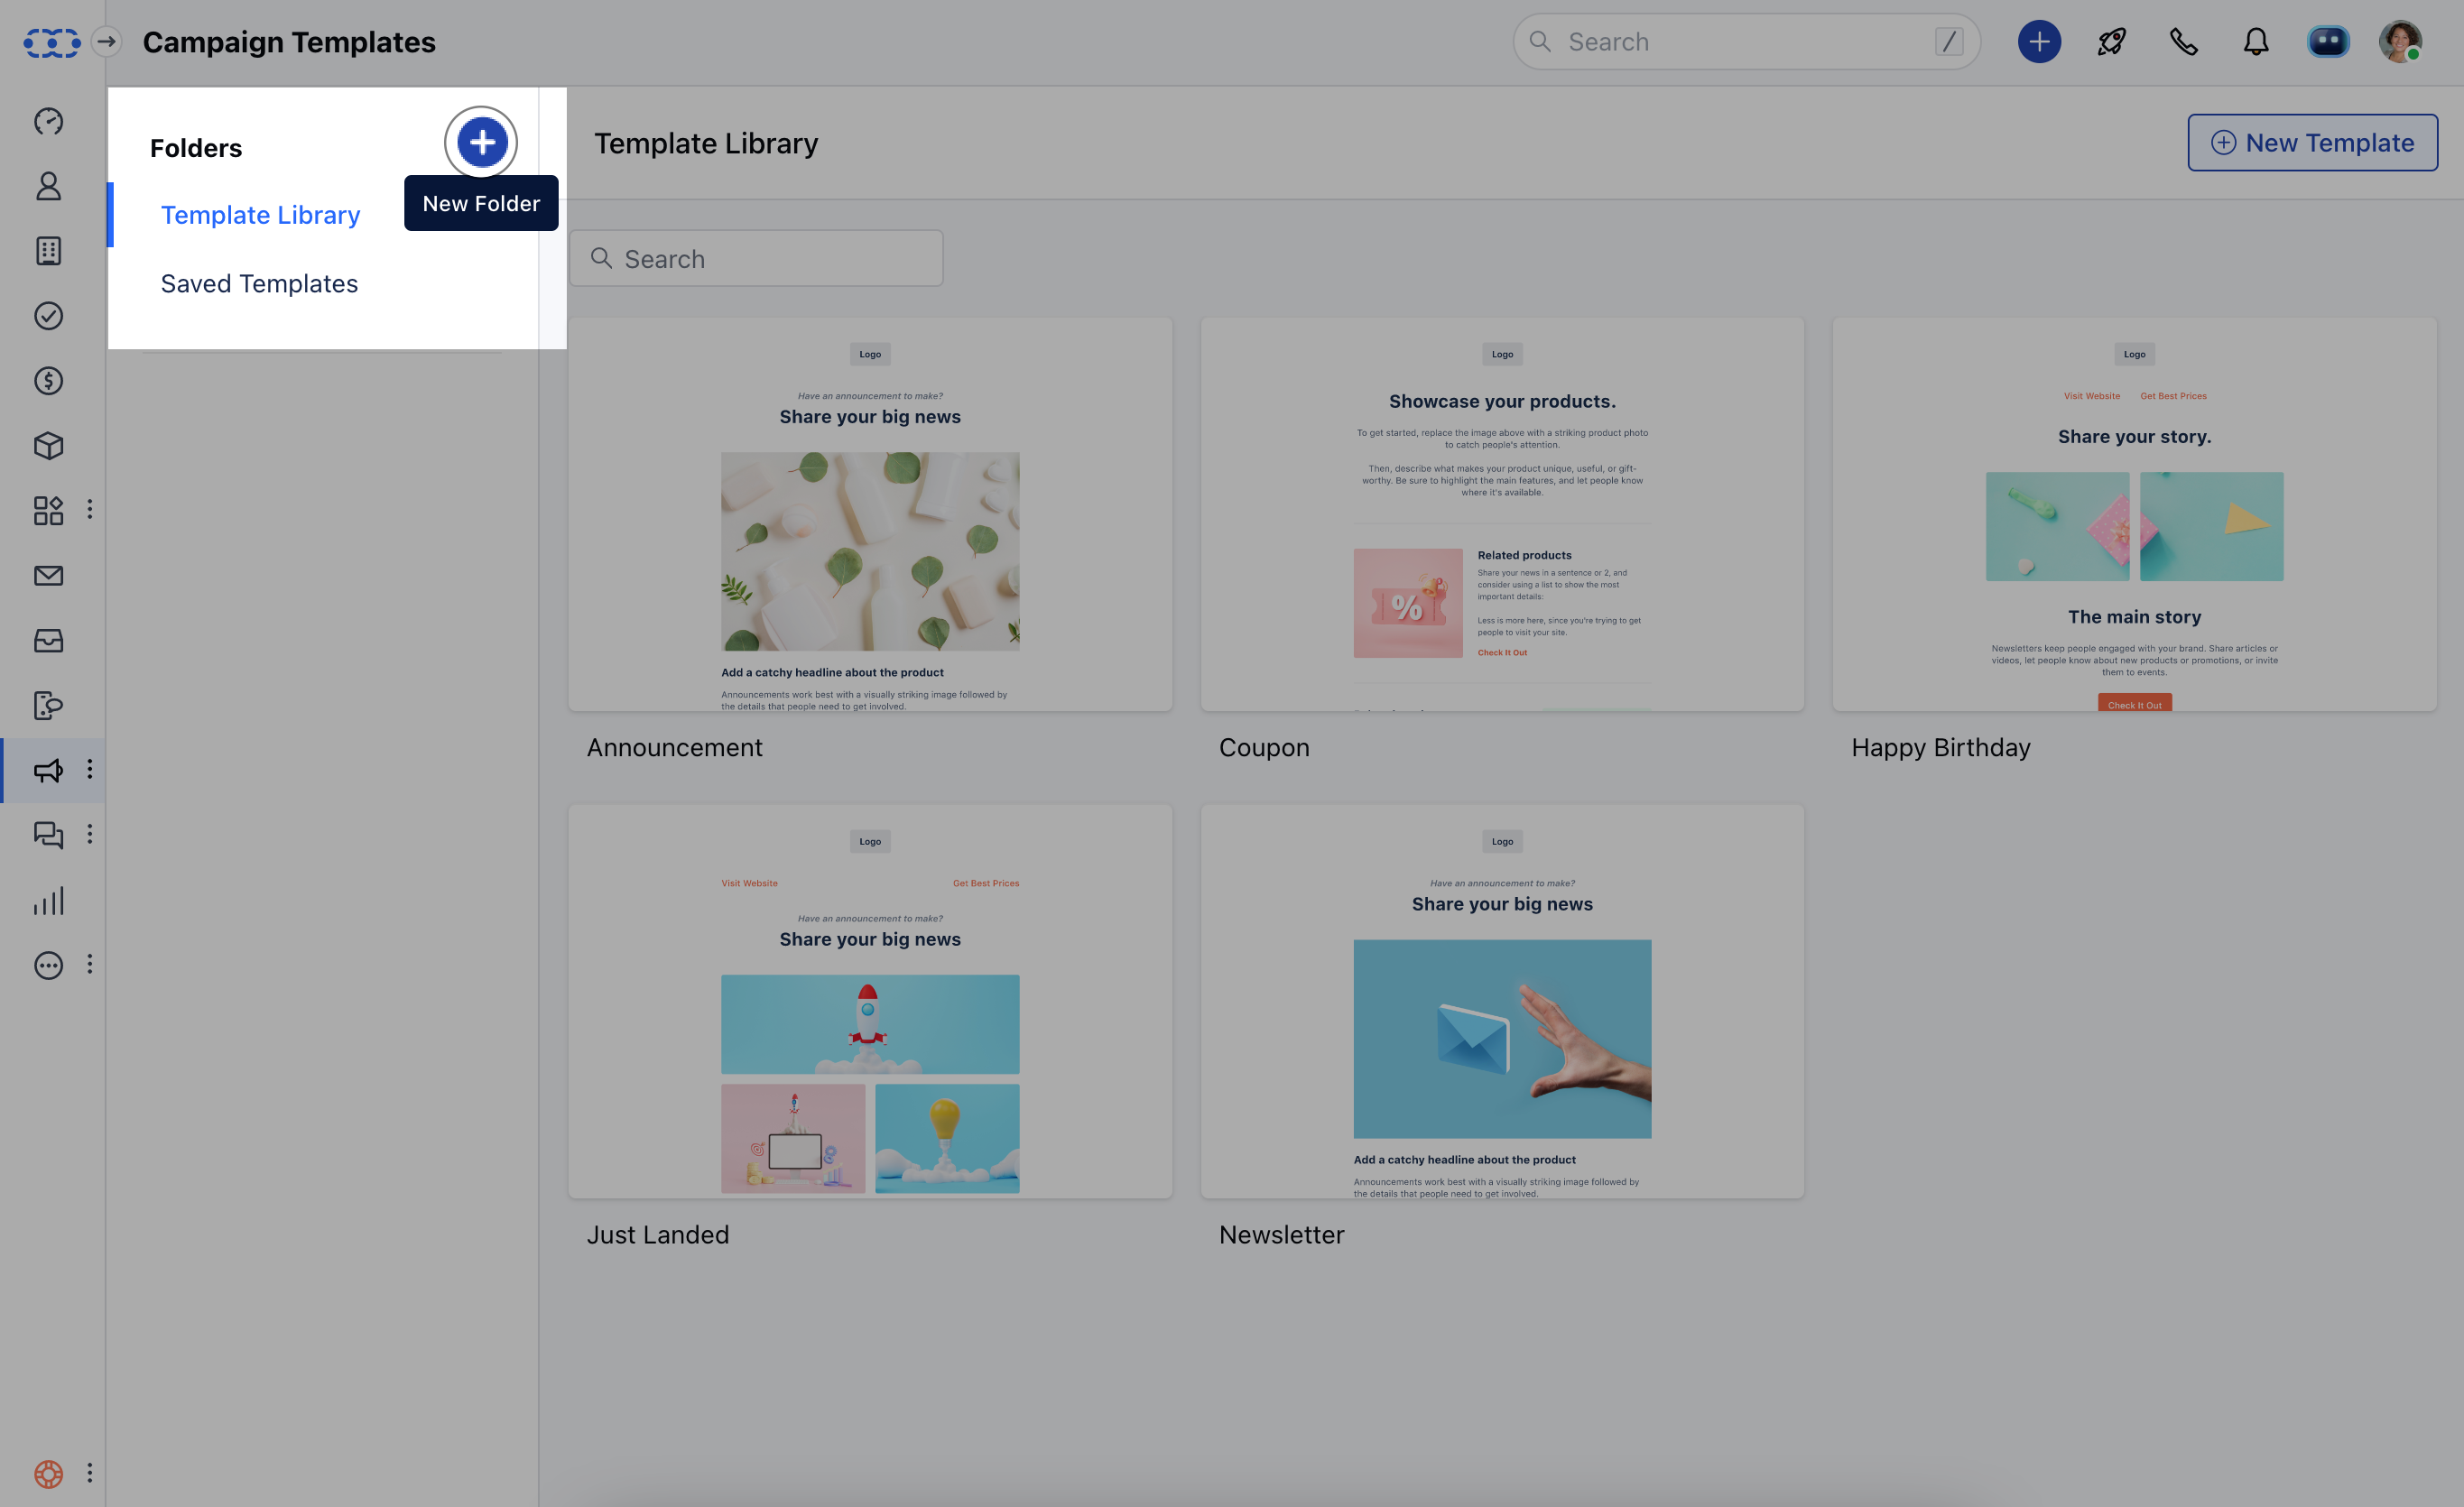 Campaign Templates
Search
/
Folders
New Folder
Template Library
Saved Templates
Template Library
New Template
Search
Logo
Have an announcement to make?
Share your big news
Add a catchy headline about the product
Announcements work best with a visually striking image followed by
the details that people need to get involved.
Announcement
Logo
Showcase your products.
To get started, replace the image above with a striking product photo
to catch people's attention.
Then, describe what makes your product unique, useful, or gift-
worthy. Be sure to highlight the main features, and let people know
where it's available.
%
Related products
Share your news in a sentence or 2, and
consider using a list to show the most
important details:
Less is more here, since you're trying to get
people to visit your site.
Check It Out
Coupon
Logo
Visit Website
Get Best Prices
Share your story.
The main story
Newsletters keep people engaged with your brand. Share articles or
videos, let people know about new products or promotions, or invite
them to events.
Check It Out
Happy Birthday
Logo
Visit Website
Get Best Prices
Have an announcement to make?
Share your big news
Just Landed
Logo
Have an announcement to make?
Share your big news
Add a catchy headline about the product
Announcements work best with a visually striking image followed by
the details that people need to get involved.
Newsletter